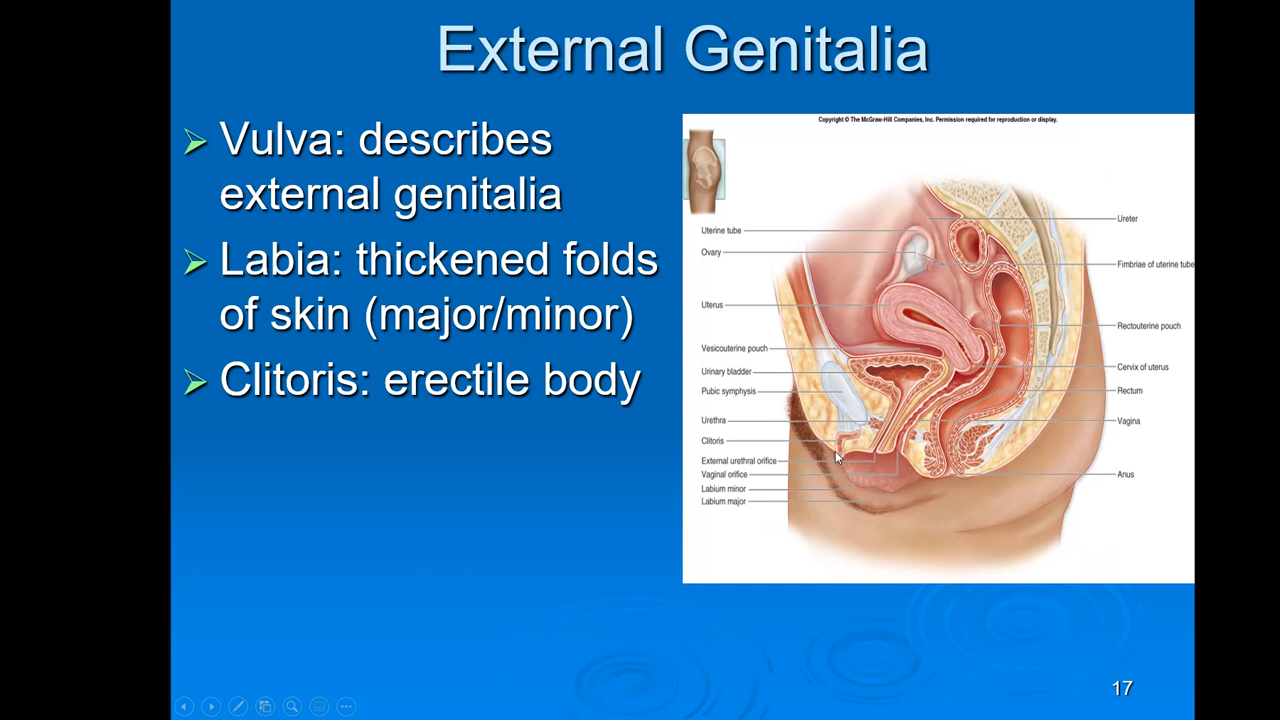 External Genitalia
Vulva: describes
external genitalia
Labia: thickened folds
of skin (major/minor)
Clitoris: erectile body
Copyright © The McGraw-Hill Companies, Inc. Permission required for reproduction or display.
Uterine tube
Ovary
Uterus
Vesicouterine pouch
Urinary bladder
Pubic symphysis
Urethra
Clitoris
External urethral orifice
Vaginal orifice
Labium minor
Labium major
Ureter
Fimbriae of uterine tube
Rectouterine pouch
Cervix of uterus
Rectum
Vagina
Anus
17